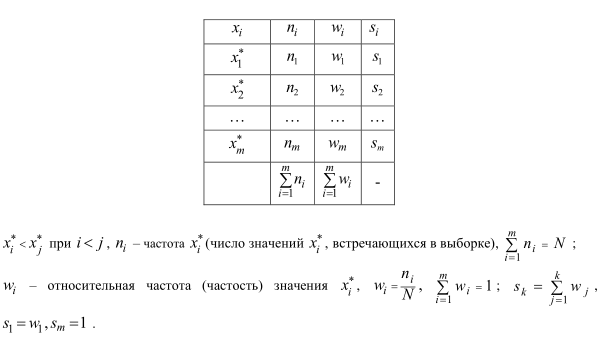 x_i n_i w_i s_i
x_1^* n_1 w_1 s_1
x_2^* n_2 w_2 s_2
… … … …
x_m^* n_m w_m s_m
\sum_{i=1}^{m} n_i \sum_{i=1}^{m} w_i -
x_i^* < x_j^* при i < j , n_i – частота x_i^* (число значений x_i^* , встречающихся в выборке), \sum_{i=1}^{m} n_i = N ;
w_i – относительная частота (частость) значения x_i^* , w_i = \frac{n_i}{N} , \sum_{i=1}^{m} w_i = 1 ; s_k = \sum_{j=1}^{k} w_j ,
s_1 = w_1 , s_m = 1 .